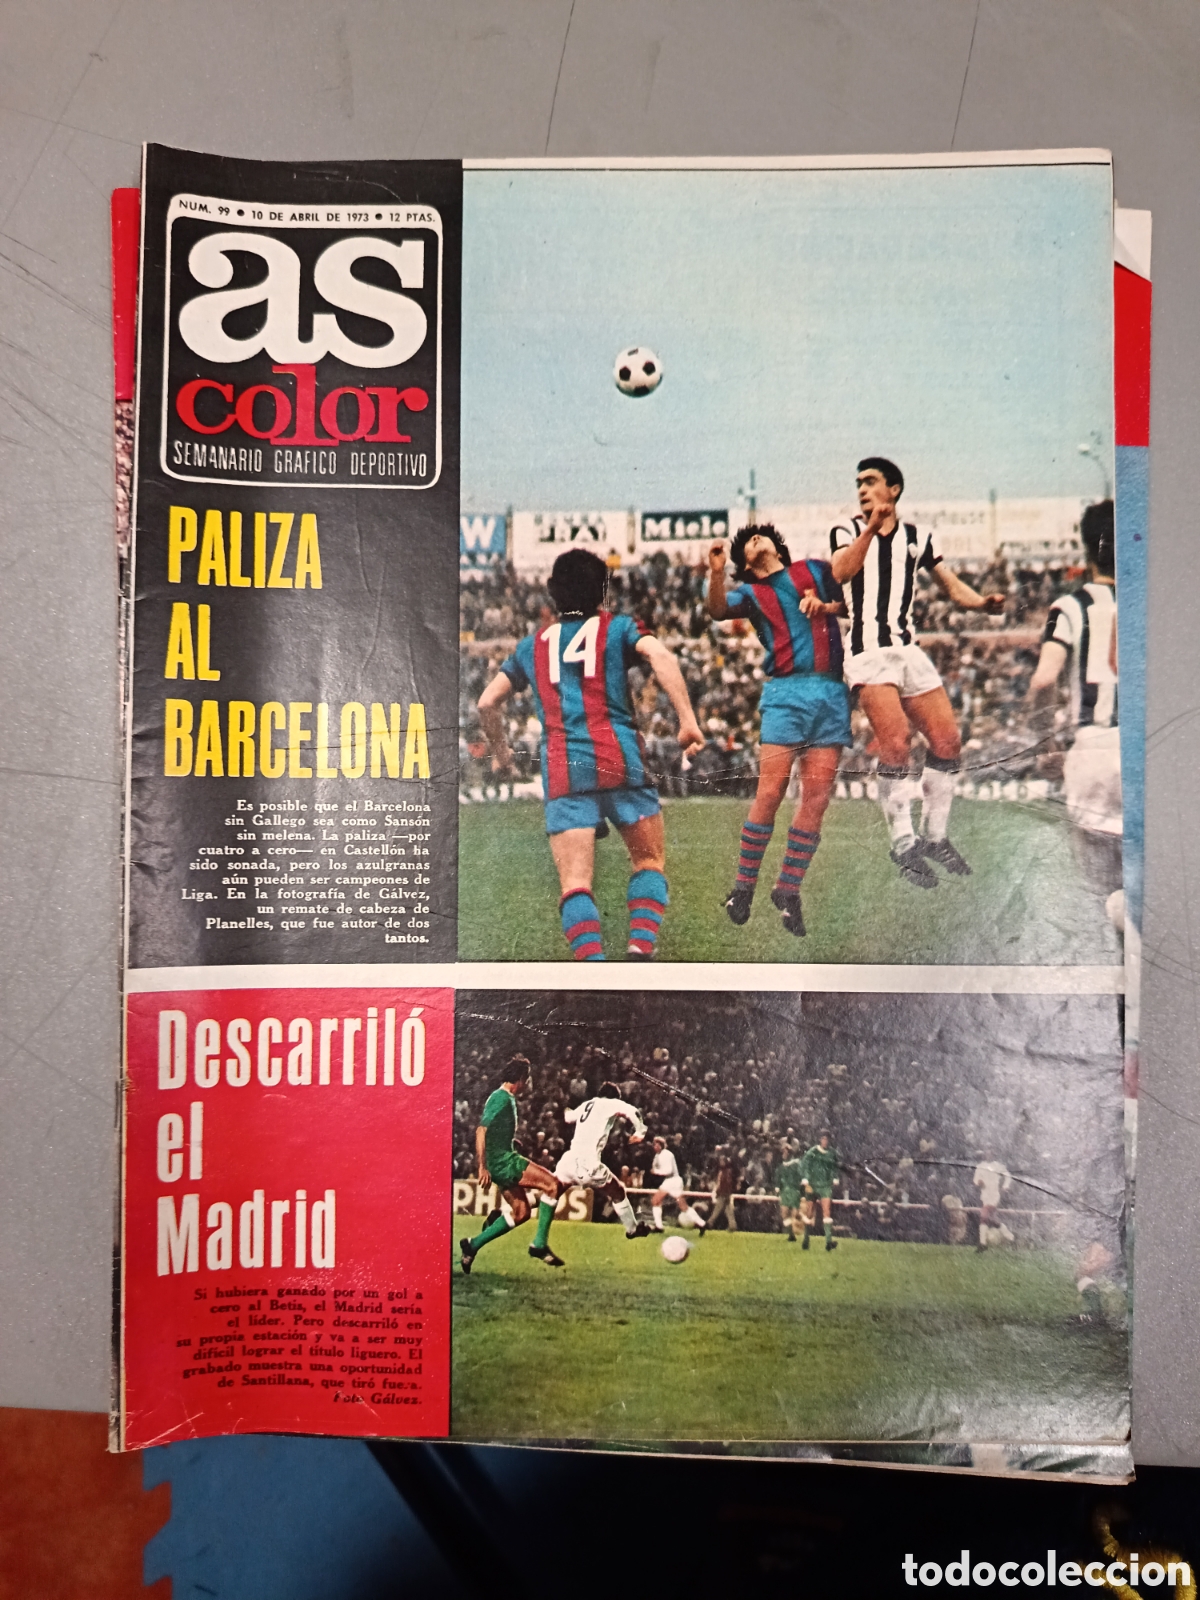 NUM. 99 • 10 DE ABRIL DE 1973 • 12 PTAS.
as
color
SEMANARIO GRAFICO DEPORTIVO
PALIZA
AL
BARCELONA
Es posible que el Barcelona
sin Gallego sea como Sansón
sin melena. La paliza —por
cuatro a cero— en Castellón ha
sido sonada, pero los azulgranas
aún pueden ser campeones de
Liga. En la fotografía de Gálvez,
un remate de cabeza de
Planelles, que fue autor de dos
tantos.
W
Miele
14
Descarriló
el
Madrid
Si hubiera ganado por un gol a
cero al Betis, el Madrid sería
el líder. Pero descarriló en
su propia estación y va a ser muy
difícil lograr el título liguero. El
grabado muestra una oportunidad
de Santillana, que tiró fuera.
Foto Gálvez.
9
todocoleccion